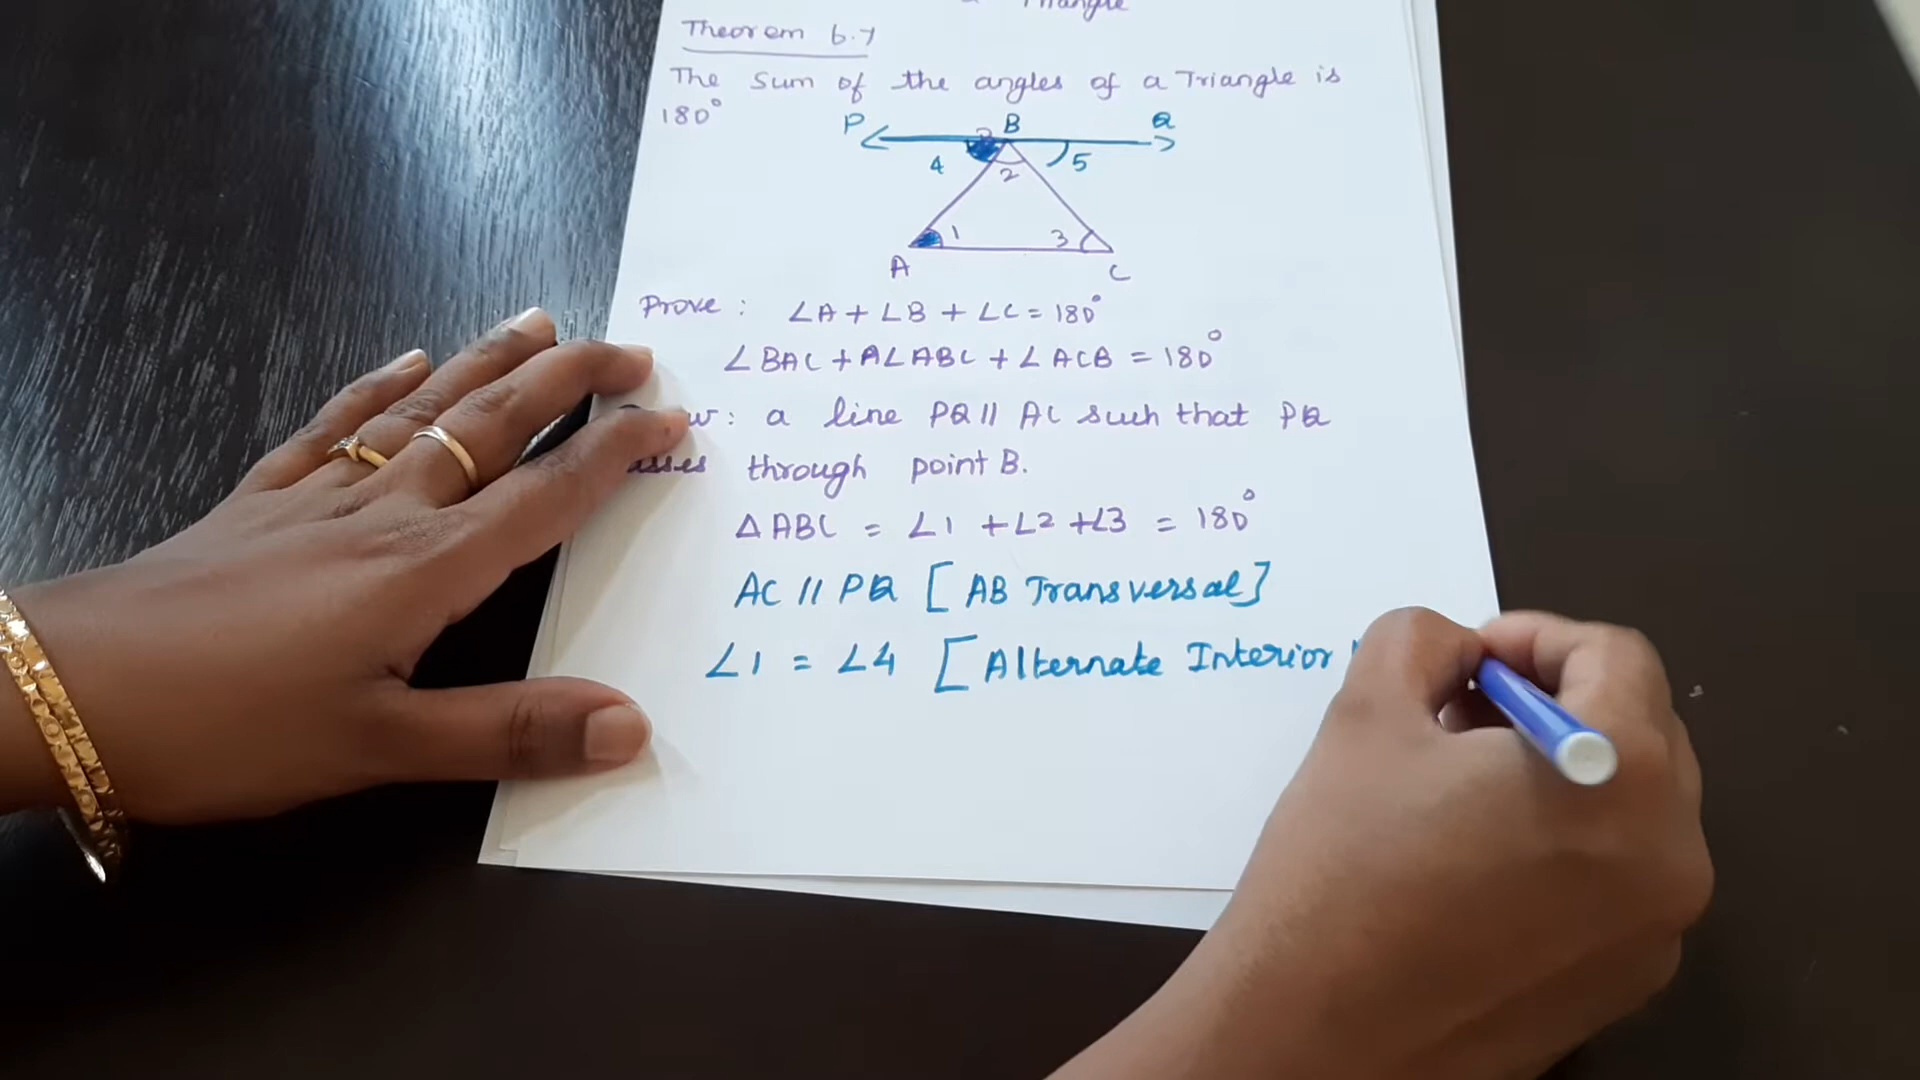 Triangle
Theorem 6.7
The Sum of the angles of a Triangle is
180°
P B Q
4 2 5
1 3
A C
Prove : ∠A + ∠B + ∠C = 180°
∠BAC + A∠ABC + ∠ACB = 180°
: a line PQ // AC such that PQ
through point B.
△ABC = ∠1 + ∠2 + ∠3 = 180°
AC // PQ [ AB Transversal ]
∠1 = ∠4 [ Alternate Interior